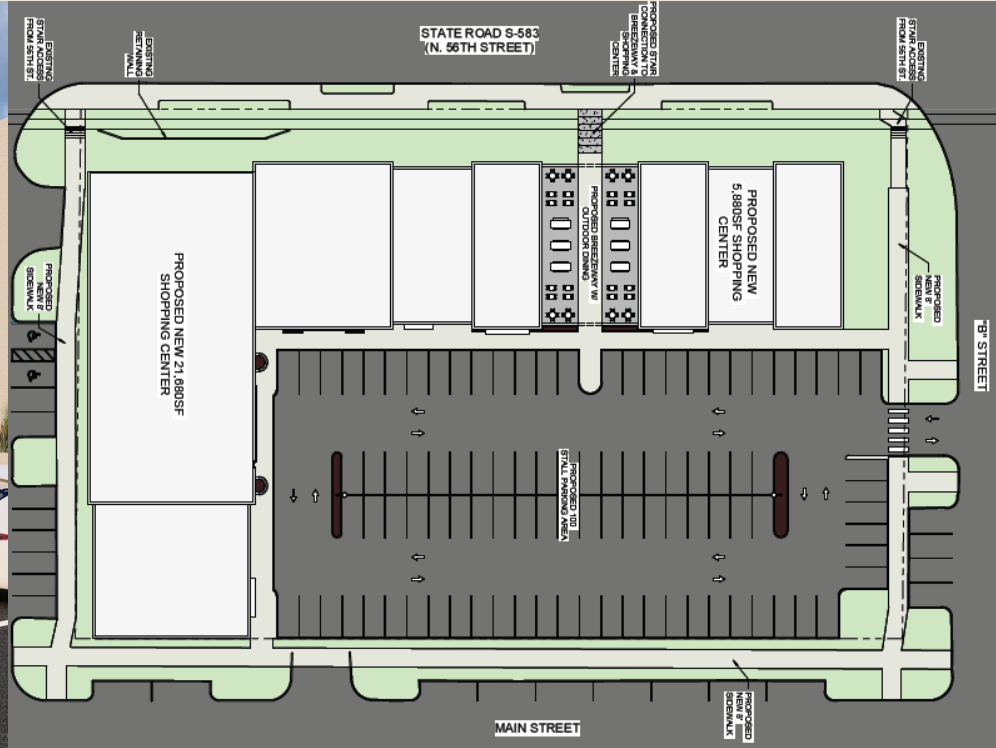 STATE ROAD S-583
(N. 56TH STREET)
EXISTING
STAIR ACCESS
FROM 56TH ST.
EXISTING
RETAINING
WALL
PROPOSED STAIR
CONNECTION TO
BREEZEWAY &
SHOPPING
CENTER
EXISTING
STAIR ACCESS
FROM 56TH ST.
PROPOSED NEW 21,680SF
SHOPPING CENTER
PROPOSED BREEZEWAY W/
OUTDOOR DINING
PROPOSED NEW
5,880SF SHOPPING
CENTER
PROPOSED
NEW 8'
SIDEWALK
PROPOSED
NEW 8'
SIDEWALK
"B" STREET
PROPOSED 100
STALL PARKING AREA
PROPOSED
NEW 8'
SIDEWALK
MAIN STREET